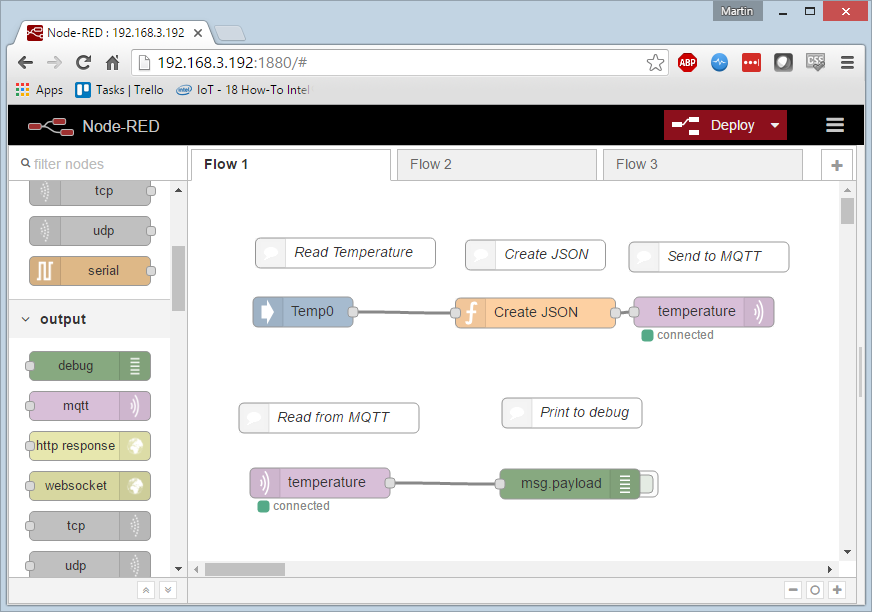 Martin
Node-RED : 192.168.3.192
192.168.3.192:1880/#
ABP
CSS
Apps
Tasks | Trello
intel
IoT - 18 How-To Intel
Node-RED
Deploy
filter nodes
Flow 1
Flow 2
Flow 3
tcp
udp
serial
output
debug
mqtt
http response
websocket
tcp
udp
Read Temperature
Create JSON
Send to MQTT
Temp0
Create JSON
temperature
connected
Read from MQTT
Print to debug
temperature
msg.payload
connected